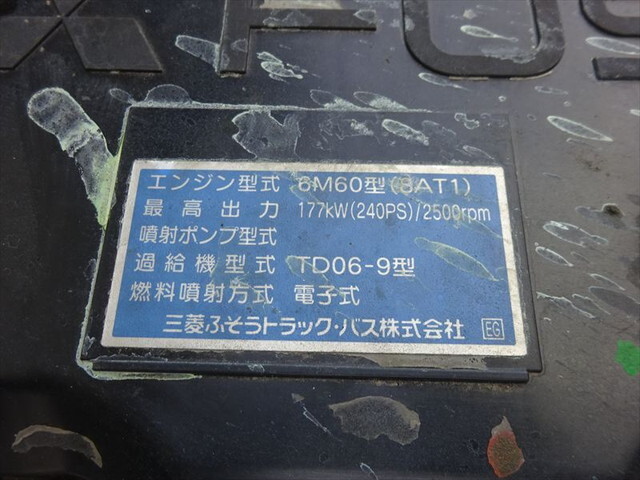 FUS
エンジン型式 6M60型(3AT1)
最高出力 177kW(240PS)/2500rpm
噴射ポンプ型式
過給機型式 TD06-9型
燃料噴射方式 電子式
三菱ふそうトラック・バス株式会社 EG